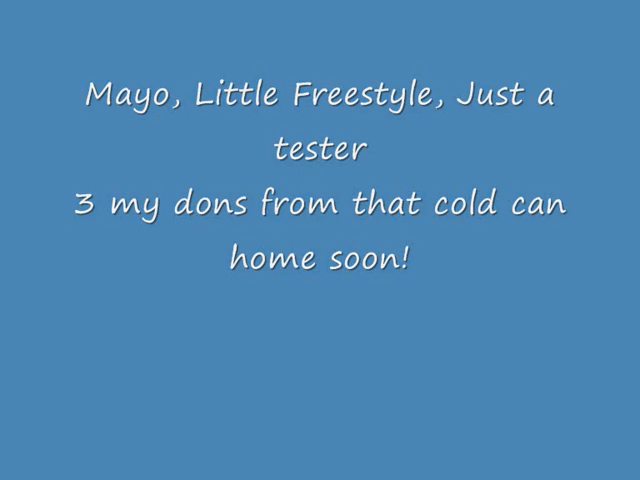 Mayo, Little Freestyle, Just a
tester
3 my dons from that cold can
home soon!